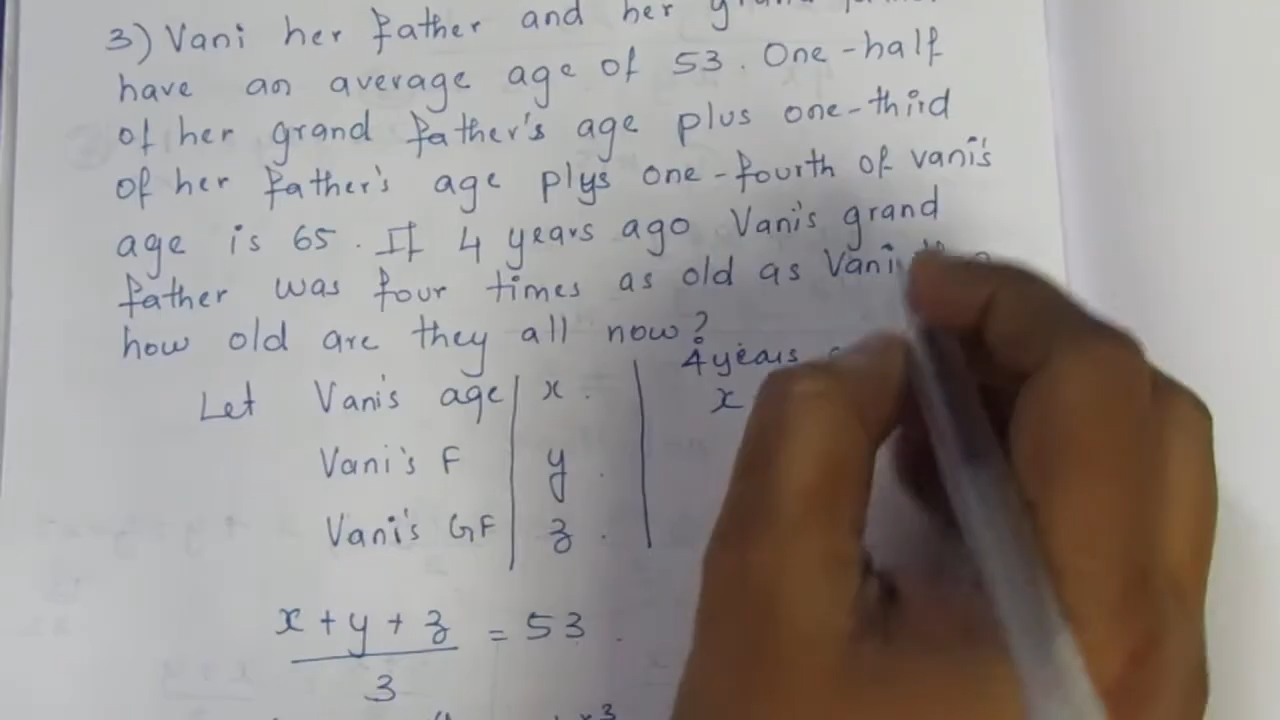 3) Vani her father and her
have an average age of 53. One-half
of her grand father's age plus one-third
of her father's age plys one-fourth of vani's
age is 65. If 4 years ago Vani's grand
father was four times as old as Vani
how old are they all now?
4 years
Let Vani's age x.
x
Vani's F y.
Vani's GF z.
x + y + z = 53.
3